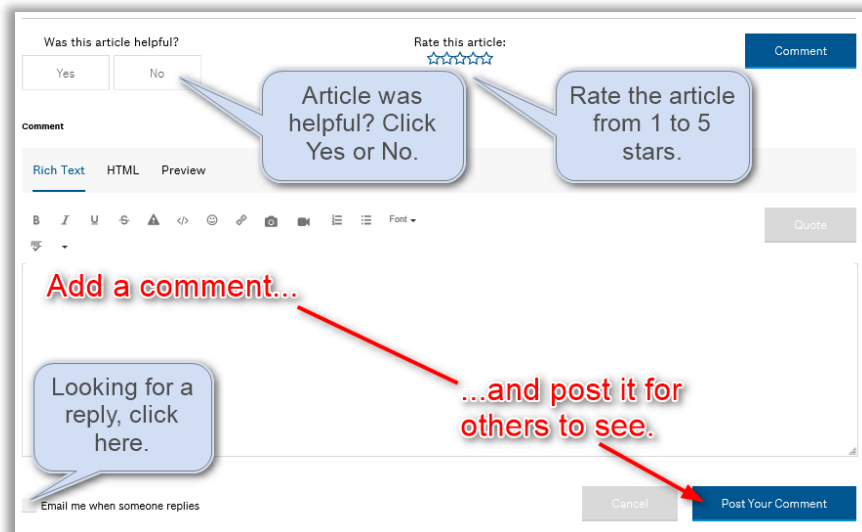 Was this article helpful?
Rate this article:
Comment
Yes
No
Article was
helpful? Click
Yes or No.
Rate the article
from 1 to 5
stars.
Comment
Rich Text
HTML
Preview
B I U S
Font
Quote
Add a comment...
...and post it for
others to see.
Looking for a
reply, click
here.
Email me when someone replies
Cancel
Post Your Comment